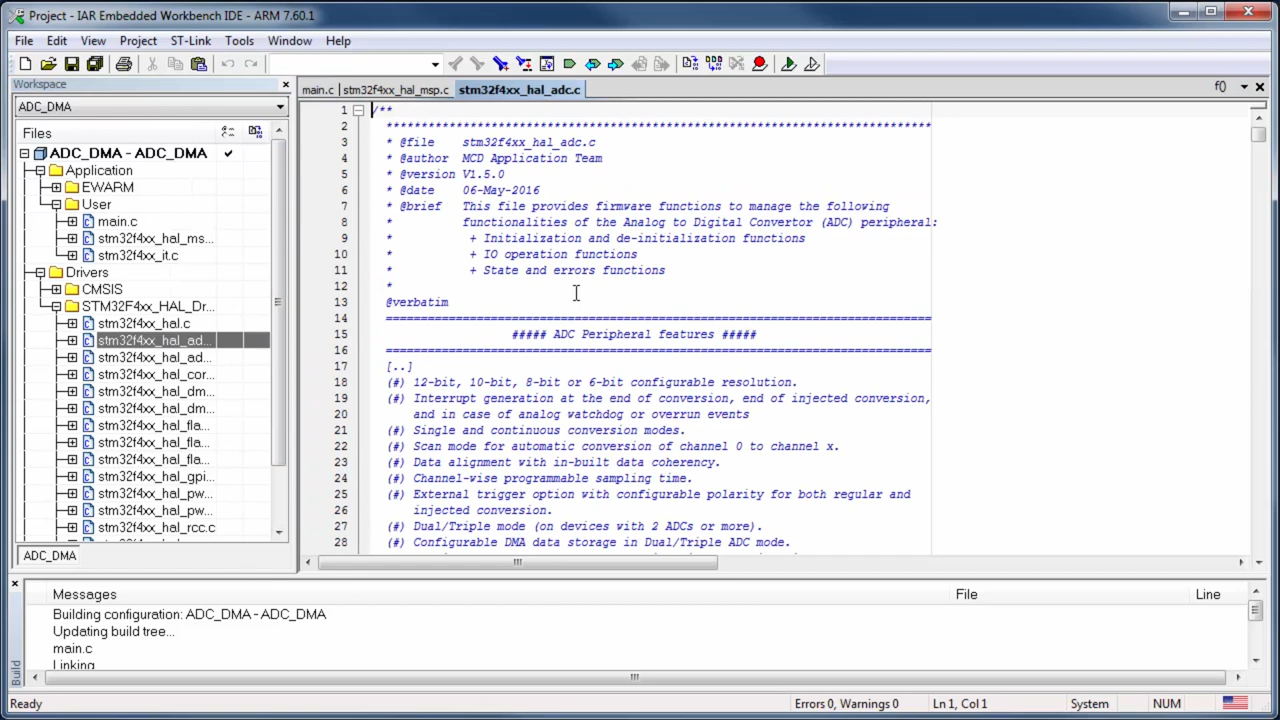 Project - IAR Embedded Workbench IDE - ARM 7.60.1
File Edit View Project ST-Link Tools Window Help
Workspace
ADC_DMA
Files
ADC_DMA - ADC_DMA
Application
EWARM
User
main.c
stm32f4xx_hal_ms...
stm32f4xx_it.c
Drivers
CMSIS
STM32F4xx_HAL_Dr...
stm32f4xx_hal.c
stm32f4xx_hal_ad...
stm32f4xx_hal_ad...
stm32f4xx_hal_cor...
stm32f4xx_hal_dm...
stm32f4xx_hal_dm...
stm32f4xx_hal_fla...
stm32f4xx_hal_fla...
stm32f4xx_hal_fla...
stm32f4xx_hal_gpi...
stm32f4xx_hal_pw...
stm32f4xx_hal_pw...
stm32f4xx_hal_rcc.c
ADC_DMA
main.c | stm32f4xx_hal_msp.c stm32f4xx_hal_adc.c f()
1 /**
2 ******************************************************************************
3 * @file stm32f4xx_hal_adc.c
4 * @author MCD Application Team
5 * @version V1.5.0
6 * @date 06-May-2016
7 * @brief This file provides firmware functions to manage the following
8 * functionalities of the Analog to Digital Convertor (ADC) peripheral:
9 * + Initialization and de-initialization functions
10 * + IO operation functions
11 * + State and errors functions
12 *
13 @verbatim
14 ==============================================================================
15 ##### ADC Peripheral features #####
16 ==============================================================================
17 [..]
18 (#) 12-bit, 10-bit, 8-bit or 6-bit configurable resolution.
19 (#) Interrupt generation at the end of conversion, end of injected conversion,
20 and in case of analog watchdog or overrun events
21 (#) Single and continuous conversion modes.
22 (#) Scan mode for automatic conversion of channel 0 to channel x.
23 (#) Data alignment with in-built data coherency.
24 (#) Channel-wise programmable sampling time.
25 (#) External trigger option with configurable polarity for both regular and
26 injected conversion.
27 (#) Dual/Triple mode (on devices with 2 ADCs or more).
28 (#) Configurable DMA data storage in Dual/Triple ADC mode.
Messages File Line
Building configuration: ADC_DMA - ADC_DMA
Updating build tree...
main.c
Linking
Build
Ready Errors 0, Warnings 0 Ln 1, Col 1 System NUM